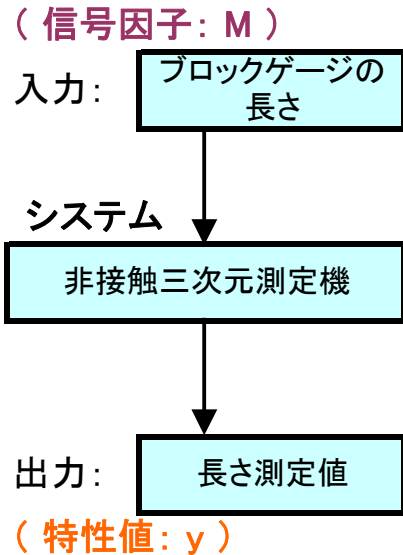 （ 信号因子： M ）
入力：
ブロックゲージの
長さ
システム
非接触三次元測定機
出力：
長さ測定値
（ 特性値： y ）